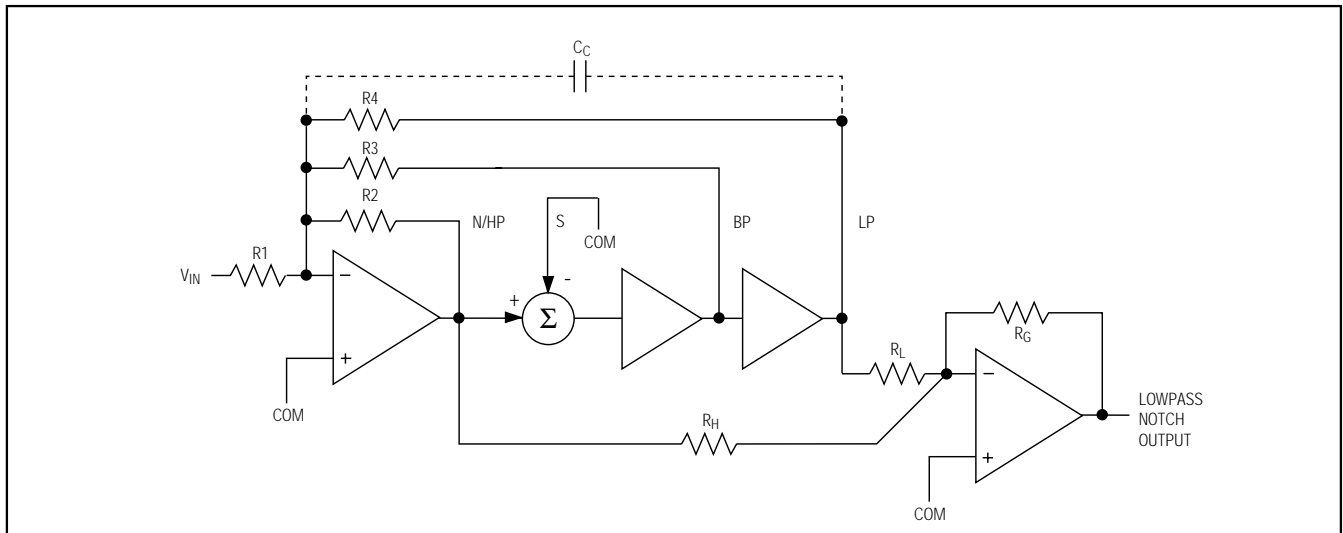 CC
R4
R3
R2
N/HP
S
COM
BP
LP
R1
VIN
−
+
COM
+
-
Σ
RL
RG
−
+
COM
RH
LOWPASS
NOTCH
OUTPUT